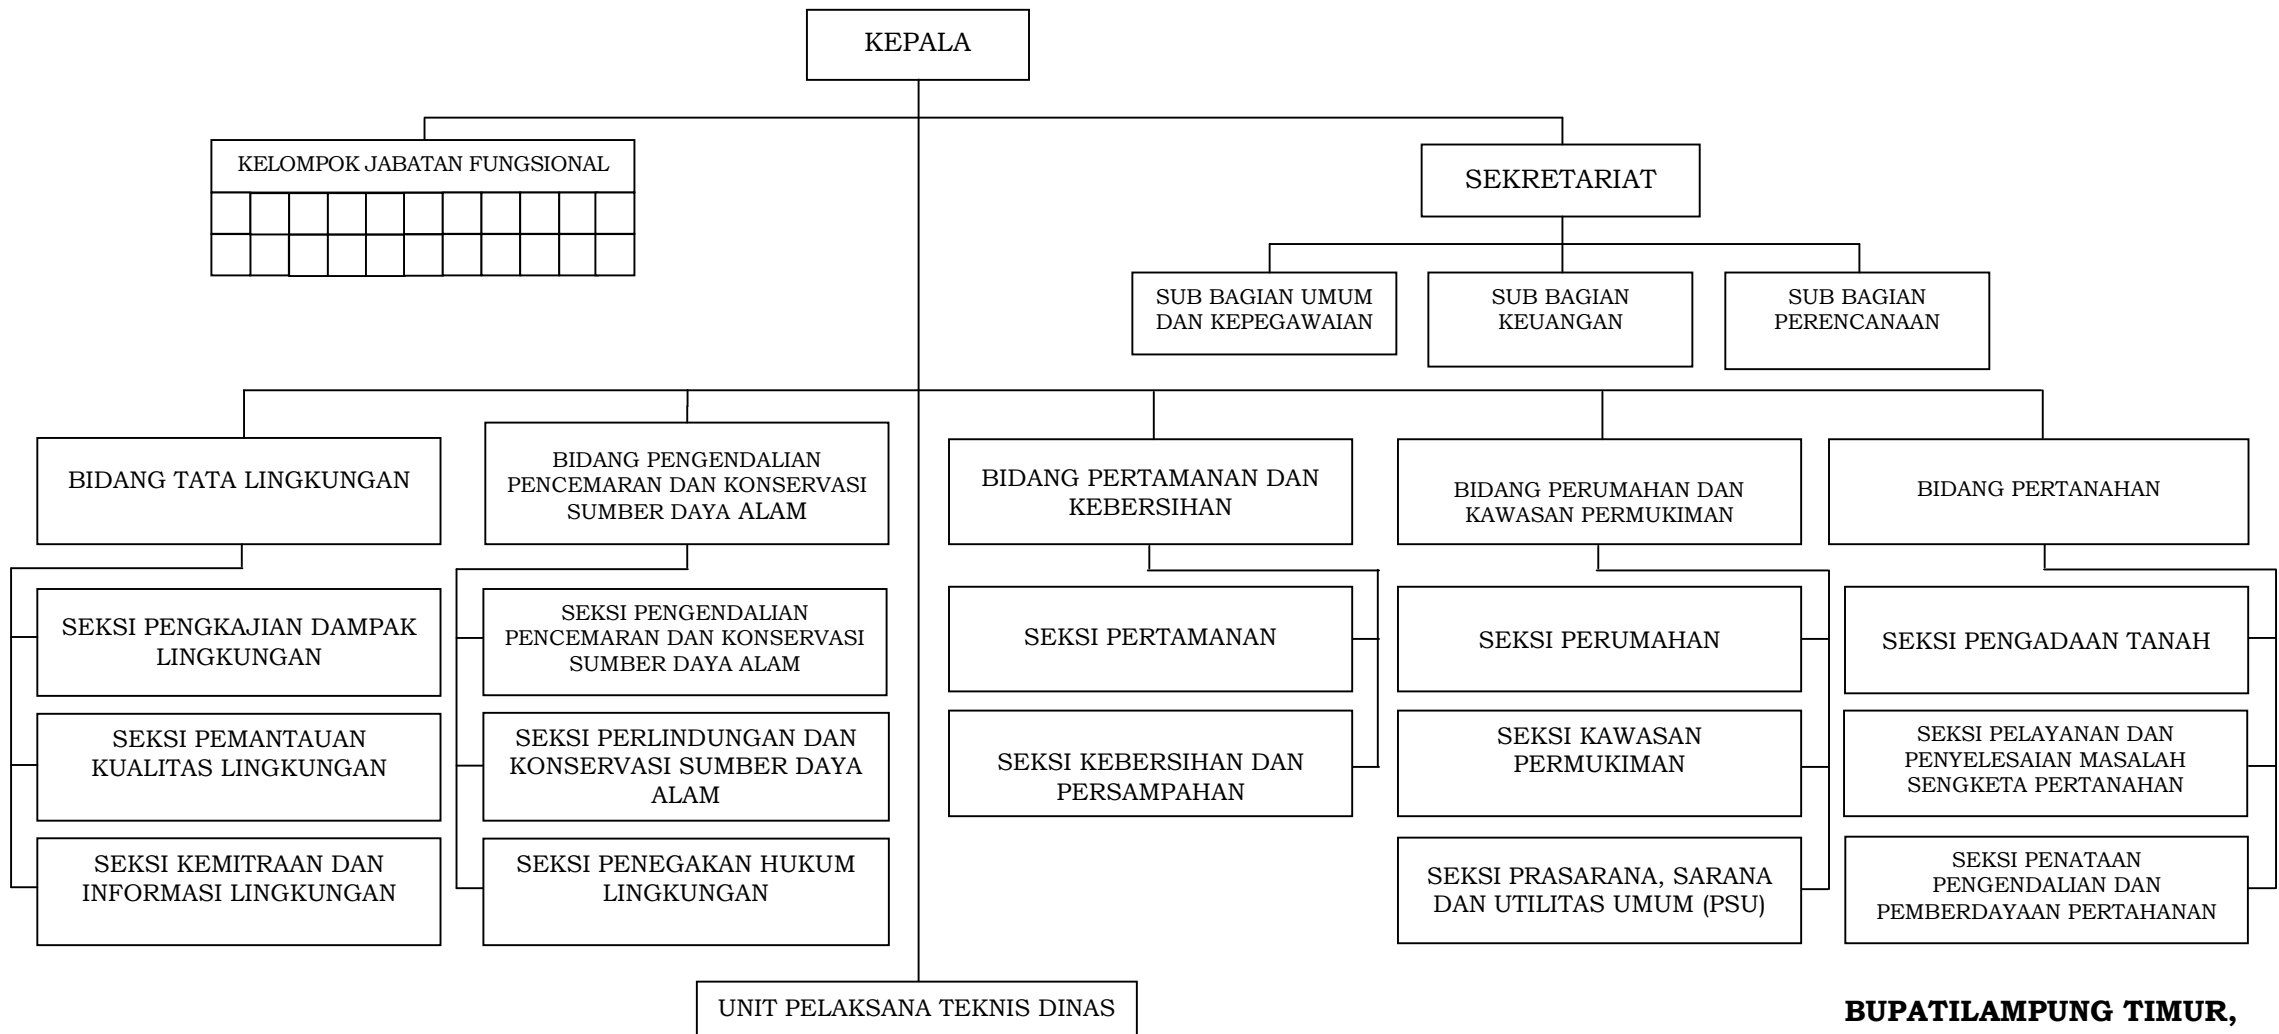 KEPALA
KELOMPOK JABATAN FUNGSIONAL
SEKRETARIAT
SUB BAGIAN UMUM
DAN KEPEGAWAIAN
SUB BAGIAN
KEUANGAN
SUB BAGIAN
PERENCANAAN
BIDANG TATA LINGKUNGAN
BIDANG PENGENDALIAN
PENCEMARAN DAN KONSERVASI
SUMBER DAYA ALAM
BIDANG PERTAMANAN DAN
KEBERSIHAN
BIDANG PERUMAHAN DAN
KAWASAN PERMUKIMAN
BIDANG PERTANAHAN
SEKSI PENGKAJIAN DAMPAK
LINGKUNGAN
SEKSI PENGENDALIAN
PENCEMARAN DAN KONSERVASI
SUMBER DAYA ALAM
SEKSI PERTAMANAN
SEKSI PERUMAHAN
SEKSI PENGADAAN TANAH
SEKSI PEMANTAUAN
KUALITAS LINGKUNGAN
SEKSI PERLINDUNGAN DAN
KONSERVASI SUMBER DAYA
ALAM
SEKSI KEBERSIHAN DAN
PERSAMPAHAN
SEKSI KAWASAN
PERMUKIMAN
SEKSI PELAYANAN DAN
PENYELESAIAN MASALAH
SENGKETA PERTANAHAN
SEKSI KEMITRAAN DAN
INFORMASI LINGKUNGAN
SEKSI PENEGAKAN HUKUM
LINGKUNGAN
SEKSI PRASARANA, SARANA
DAN UTILITAS UMUM (PSU)
SEKSI PENATAAN
PENGENDALIAN DAN
PEMBERDAYAAN PERTAHANAN
UNIT PELAKSANA TEKNIS DINAS
BUPATILAMPUNG TIMUR,